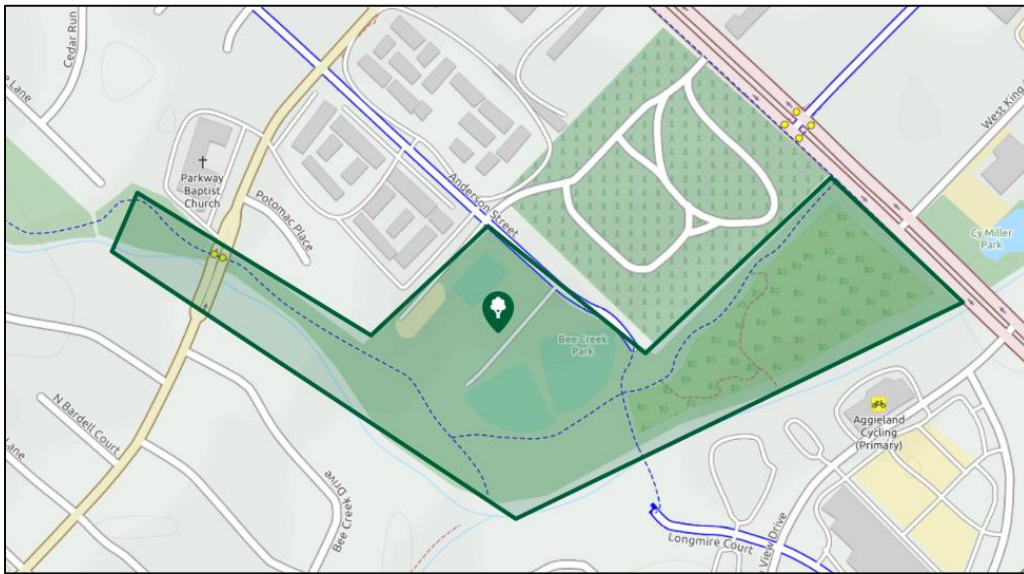 Cedar Run
Lane
Parkway
Baptist
Church
Potomac Place
Anderson Street
West King
Cy Miller
Park
Bee Creek
Park
N Bardell Court
Lane
Bee Creek Drive
Aggieland
Cycling
(Primary)
Longmire Court
View Drive